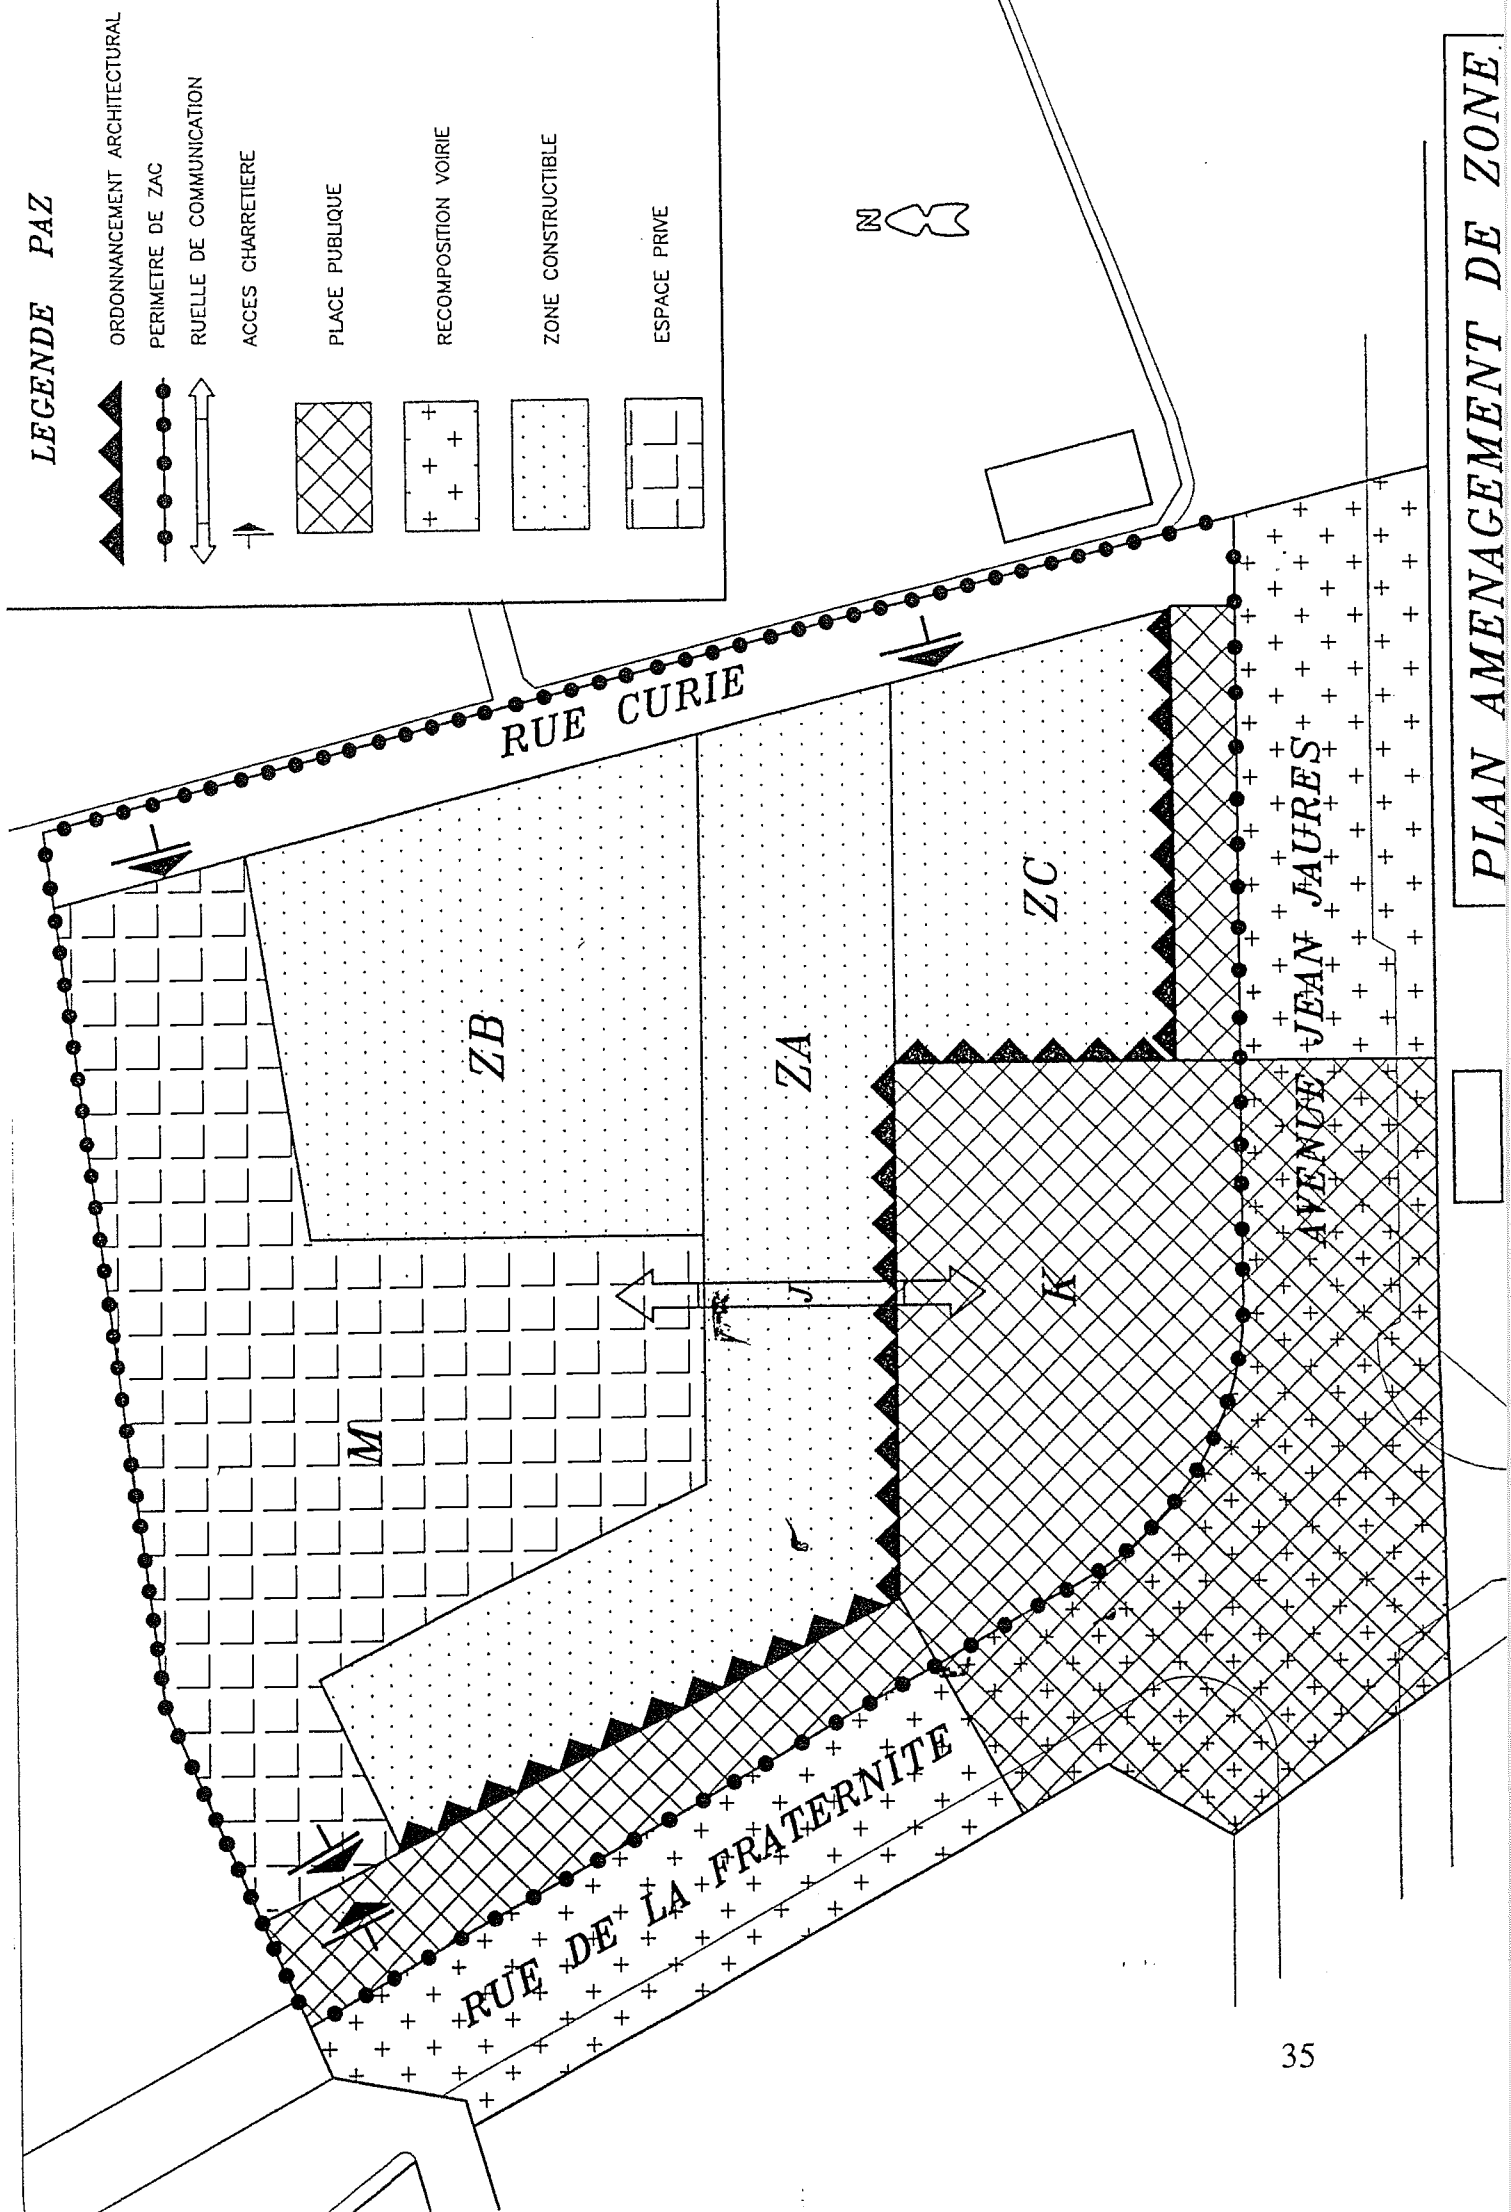 LEGENDE PAZ
ORDONNANCEMENT ARCHITECTURAL
PERIMETRE DE ZAC
RUELLE DE COMMUNICATION
ACCES CHARRETIERE
PLACE PUBLIQUE
RECOMPOSITION VOIRIE
ZONE CONSTRUCTIBLE
ESPACE PRIVE
N
RUE CURIE
ZB
ZA
ZC
M
J
K
AVENUE JEAN JAURES
RUE DE LA FRATERNITE
PLAN AMENAGEMENT DE ZONE
35